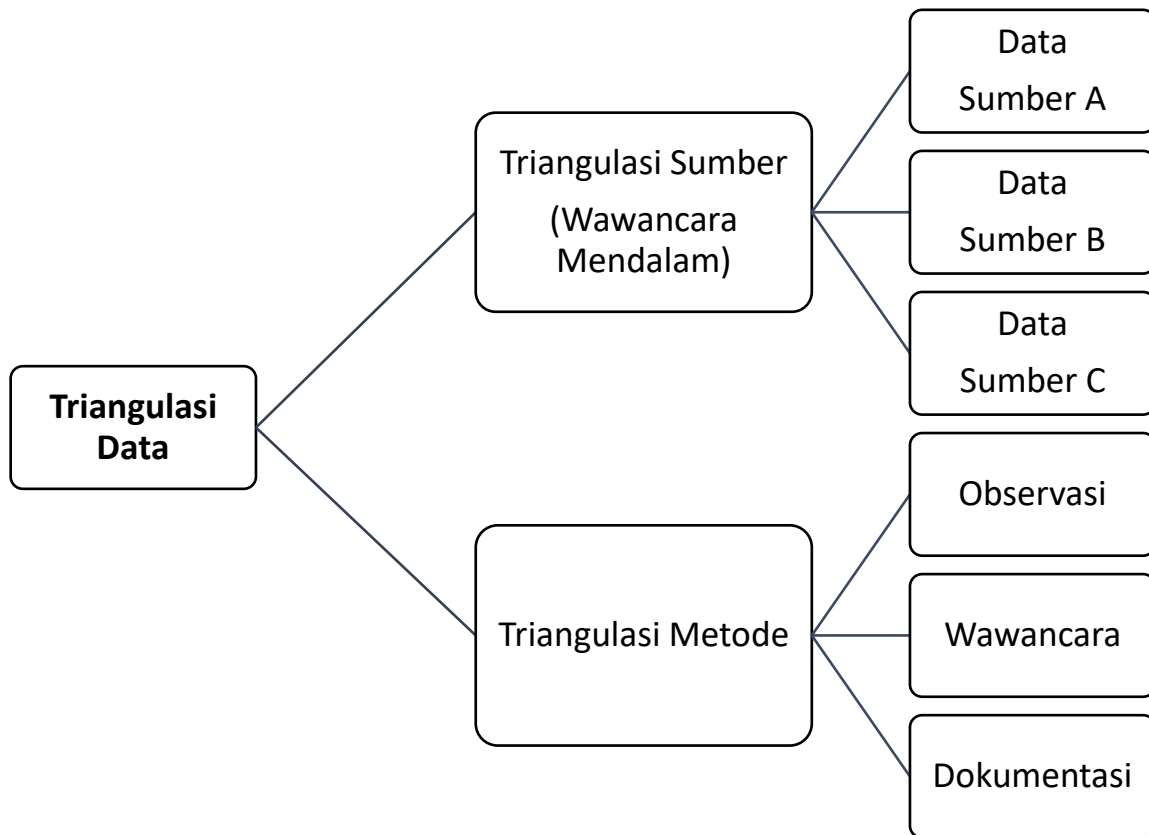 Triangulasi
Data
Triangulasi Sumber
(Wawancara
Mendalam)
Data
Sumber A
Data
Sumber B
Data
Sumber C
Triangulasi Metode
Observasi
Wawancara
Dokumentasi